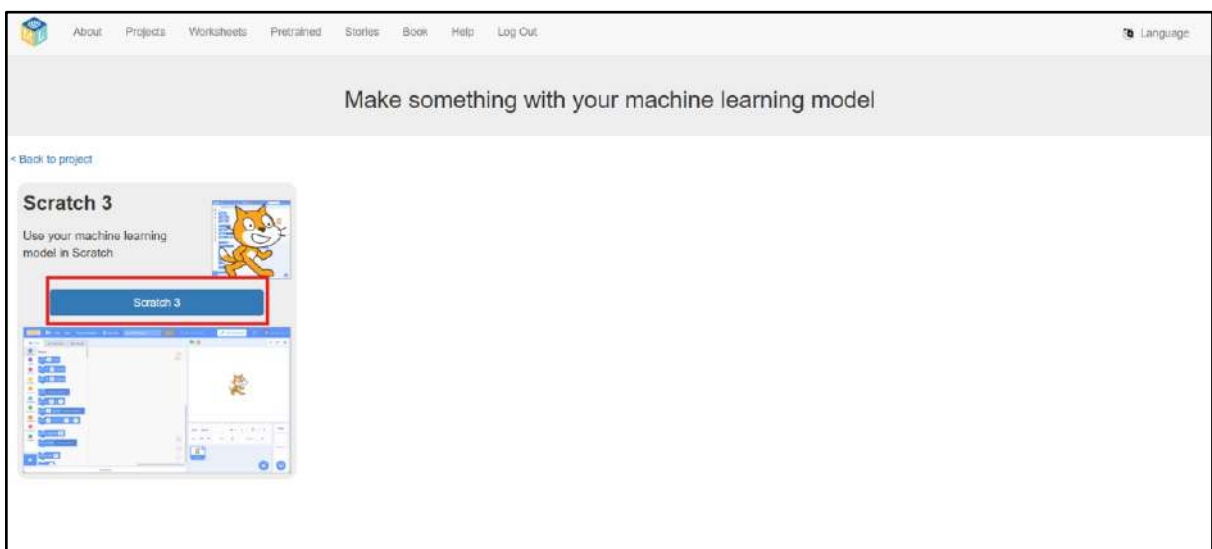 About Projects Worksheets Pretrained Stories Book Help Log Out Language
Make something with your machine learning model
< Back to project
Scratch 3
Use your machine learning
model in Scratch
Scratch 3